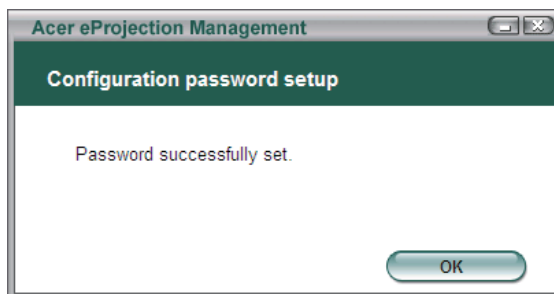 Acer eProjection Management
Configuration password setup
Password successfully set.
OK